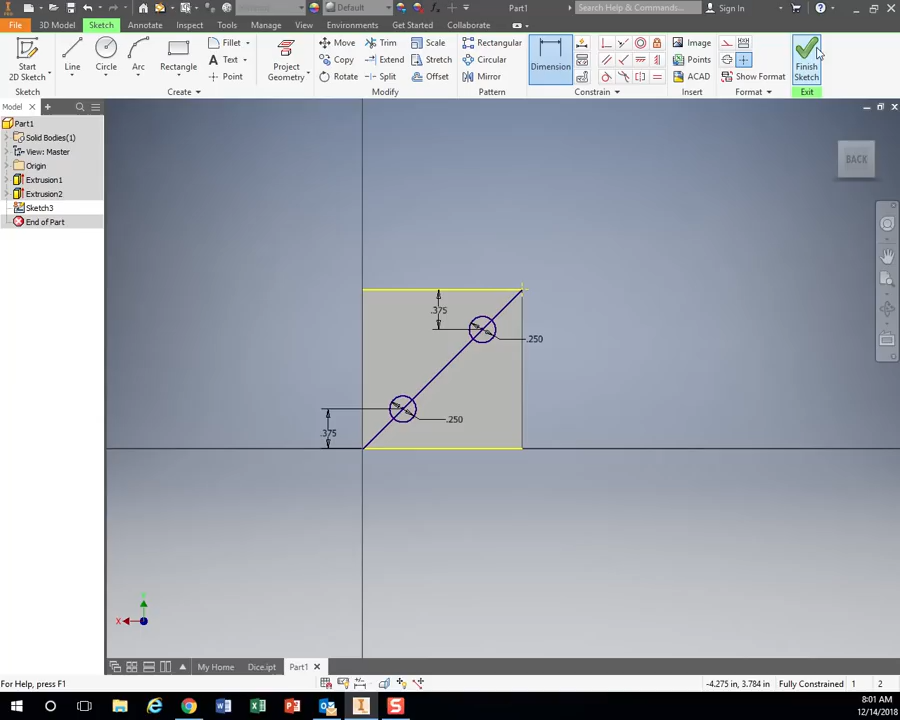 Default
Part1
Search Help & Commands...
Sign In
File
3D Model
Sketch
Annotate
Inspect
Tools
Manage
View
Environments
Get Started
Collaborate
Start
2D Sketch
Line
Circle
Arc
Rectangle
Fillet
Text
Point
Project
Geometry
Move
Copy
Rotate
Trim
Extend
Split
Scale
Stretch
Offset
Rectangular
Circular
Mirror
Dimension
Image
Points
ACAD
Show Format
Finish
Sketch
Sketch
Create
Modify
Pattern
Constrain
Insert
Format
Exit
Model
Part1
Solid Bodies(1)
View: Master
Origin
Extrusion1
Extrusion2
Sketch3
End of Part
BACK
.375
.250
.250
.375
X
My Home
Dice.ipt
Part1
For Help, press F1
-4.275 in, 3.784 in
Fully Constrained
1
2
8:01 AM
12/14/2018